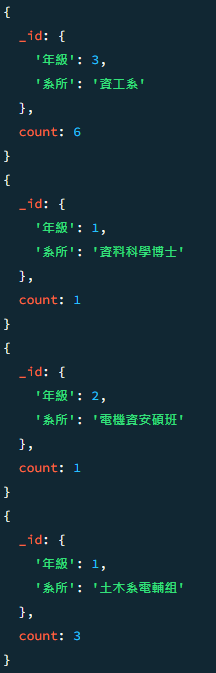 {
  _id: {
    '年級': 3,
    '系所': '資工系'
  },
  count: 6
}
{
  _id: {
    '年級': 1,
    '系所': '資料科學博士'
  },
  count: 1
}
{
  _id: {
    '年級': 2,
    '系所': '電機資安碩班'
  },
  count: 1
}
{
  _id: {
    '年級': 1,
    '系所': '土木系電輔組'
  },
  count: 3
}